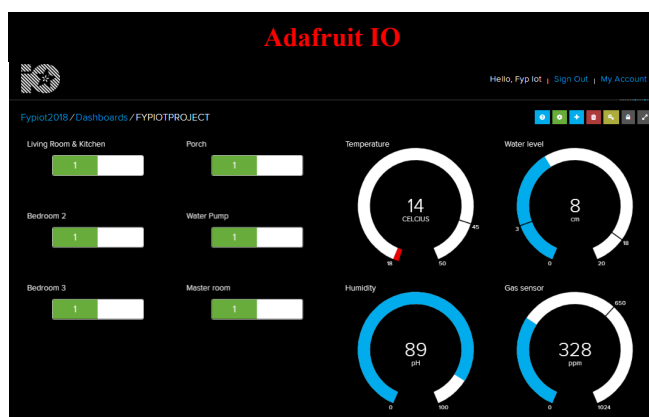 Adafruit IO
Hello, Fyp Iot | Sign Out | My Account
Fypiot2018 / Dashboards / FYPIOTPROJECT
Living Room & Kitchen
1
Porch
1
Temperature
14
CELCIUS
45
18
50
Water level
8
cm
3
18
0
20
Bedroom 2
1
Water Pump
1
Bedroom 3
1
Master room
1
Humidity
89
pH
0
100
Gas sensor
650
328
ppm
0
1024